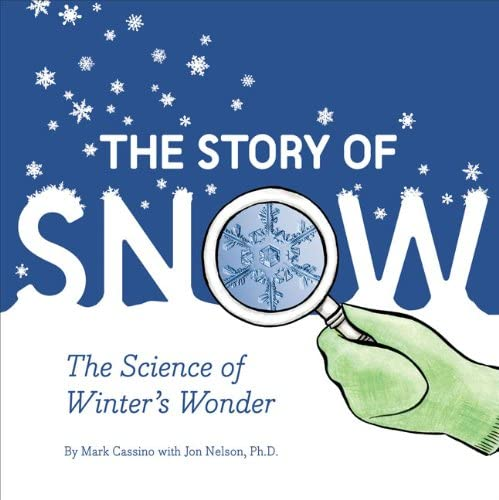 THE STORY OF
SNOW
The Science of
Winter's Wonder
By Mark Cassino with Jon Nelson, Ph.D.